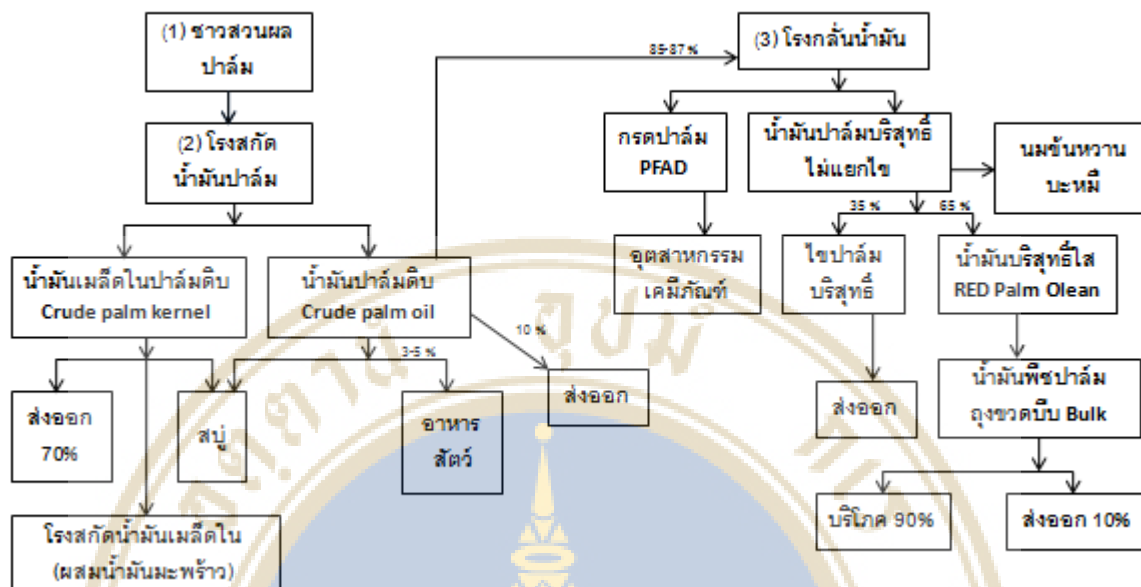 (1) ชาวสวนผล
ปาล์ม
(2) โรงสกัด
น้ำมันปาล์ม
น้ำมันเมล็ดในปาล์มดิบ
Crude palm kernel
น้ำมันปาล์มดิบ
Crude palm oil
85-87 %
10 %
3-5 %
ส่งออก
70%
สบู่
อาหาร
สัตว์
ส่งออก
โรงสกัดน้ำมันเมล็ดใน
(ผสมน้ำมันมะพร้าว)
(3) โรงกลั่นน้ำมัน
กรดปาล์ม
PFAD
น้ำมันปาล์มบริสุทธิ์
ไม่แยกไข
นมข้นหวาน
บะหมี่
35 %
65 %
อุตสาหกรรม
เคมีภัณฑ์
ไขปาล์ม
บริสุทธิ์
น้ำมันบริสุทธิ์ใส
RED Palm Olean
ส่งออก
น้ำมันพืชปาล์ม
ถุงขวดปี๊บ Bulk
บริโภค 90%
ส่งออก 10%